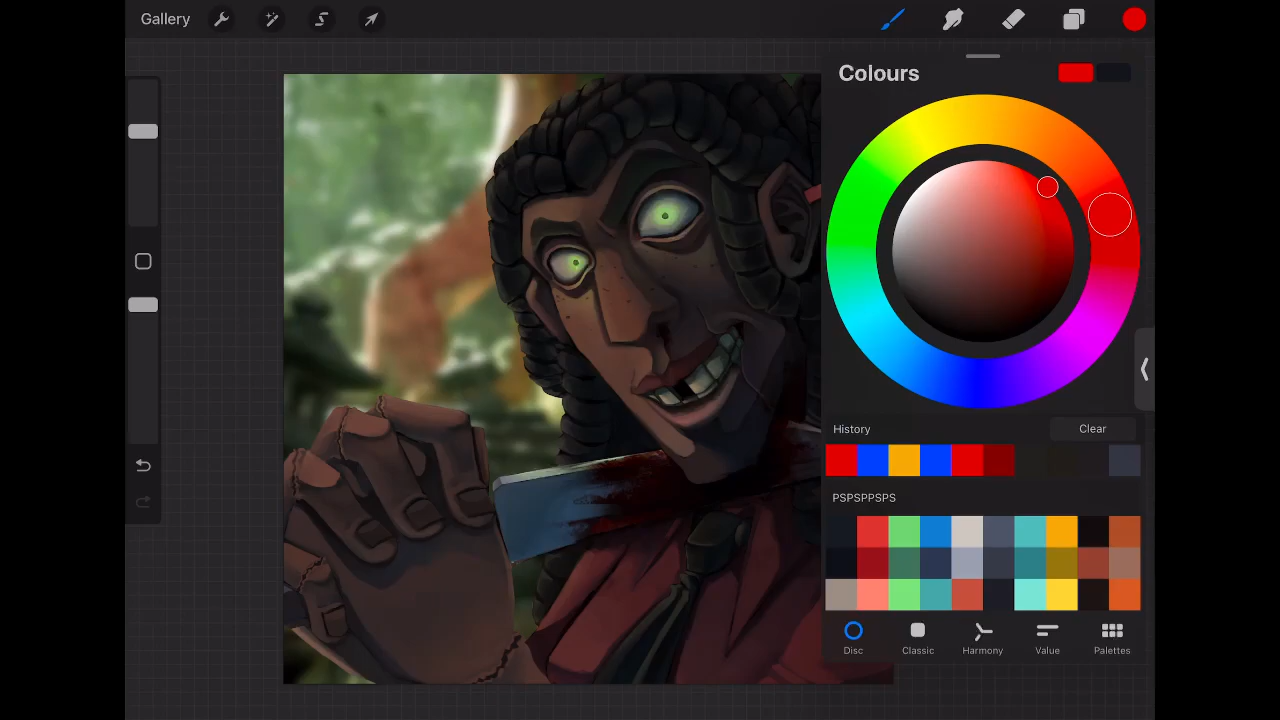 Gallery
Colours
History
Clear
PSPSPPSPS
Disc
Classic
Harmony
Value
Palettes